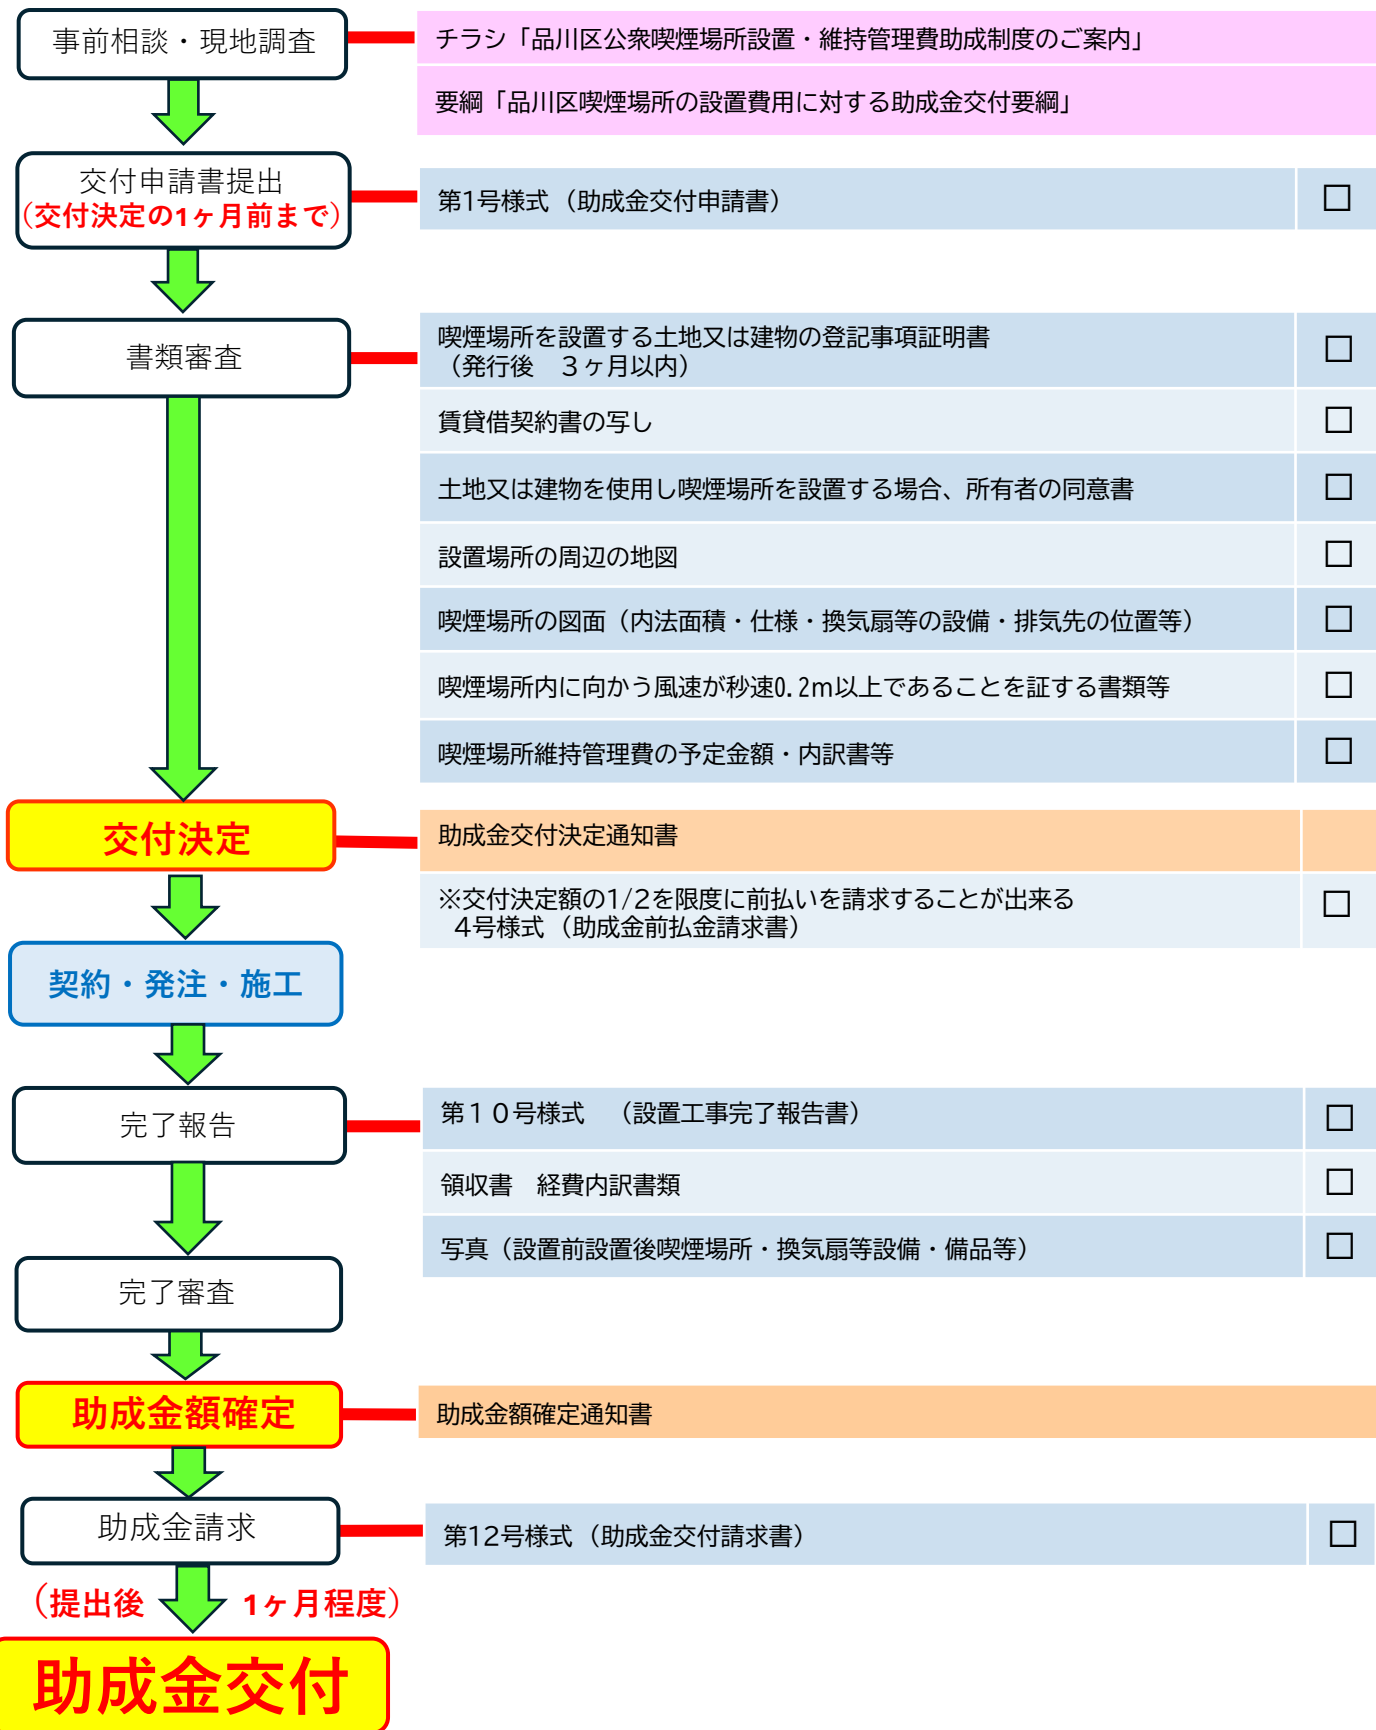 事前相談・現地調査
チラシ「品川区公衆喫煙場所設置・維持管理費助成制度のご案内」
要綱「品川区喫煙場所の設置費用に対する助成金交付要綱」
交付申請書提出
（交付決定の1ヶ月前まで）
第1号様式（助成金交付申請書）
□
書類審査
喫煙場所を設置する土地又は建物の登記事項証明書
（発行後　３ヶ月以内）
□
賃貸借契約書の写し
□
土地又は建物を使用し喫煙場所を設置する場合、所有者の同意書
□
設置場所の周辺の地図
□
喫煙場所の図面（内法面積・仕様・換気扇等の設備・排気先の位置等）
□
喫煙場所内に向かう風速が秒速0.2m以上であることを証する書類等
□
喫煙場所維持管理費の予定金額・内訳書等
□
交付決定
助成金交付決定通知書
※交付決定額の1/2を限度に前払いを請求することが出来る
4号様式（助成金前払金請求書）
□
契約・発注・施工
完了報告
第１０号様式　（設置工事完了報告書）
□
領収書　経費内訳書類
□
写真（設置前設置後喫煙場所・換気扇等設備・備品等）
□
完了審査
助成金額確定
助成金額確定通知書
助成金請求
第12号様式（助成金交付請求書）
□
（提出後　1ヶ月程度）
助成金交付